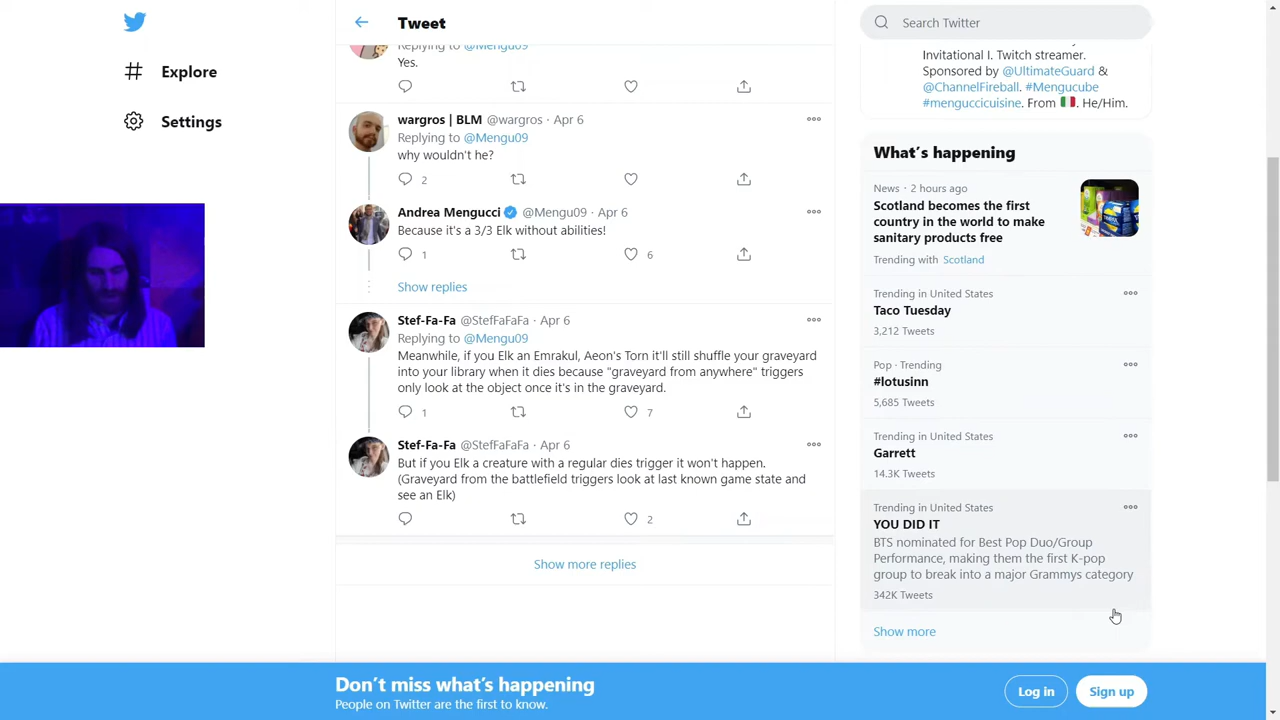 Explore
Settings
Tweet
Replying to @Mengu09
Yes.
wargros | BLM @wargros · Apr 6
Replying to @Mengu09
why wouldn't he?
2
Andrea Mengucci @Mengu09 · Apr 6
Because it's a 3/3 Elk without abilities!
1
6
Show replies
Stef-Fa-Fa @StefFaFaFa · Apr 6
Replying to @Mengu09
Meanwhile, if you Elk an Emrakul, Aeon's Torn it'll still shuffle your graveyard
into your library when it dies because "graveyard from anywhere" triggers
only look at the object once it's in the graveyard.
1
7
Stef-Fa-Fa @StefFaFaFa · Apr 6
But if you Elk a creature with a regular dies trigger it won't happen.
(Graveyard from the battlefield triggers look at last known game state and
see an Elk)
2
Show more replies
Search Twitter
Invitational I. Twitch streamer.
Sponsored by @UltimateGuard &
@ChannelFireball. #Mengucube
#menguccicuisine. From 🇮🇹. He/Him.
What's happening
News · 2 hours ago
Scotland becomes the first
country in the world to make
sanitary products free
Trending with Scotland
Trending in United States
Taco Tuesday
3,212 Tweets
Pop · Trending
#lotusinn
5,685 Tweets
Trending in United States
Garrett
14.3K Tweets
Trending in United States
YOU DID IT
BTS nominated for Best Pop Duo/Group
Performance, making them the first K-pop
group to break into a major Grammys category
342K Tweets
Show more
Don't miss what's happening
People on Twitter are the first to know.
Log in
Sign up